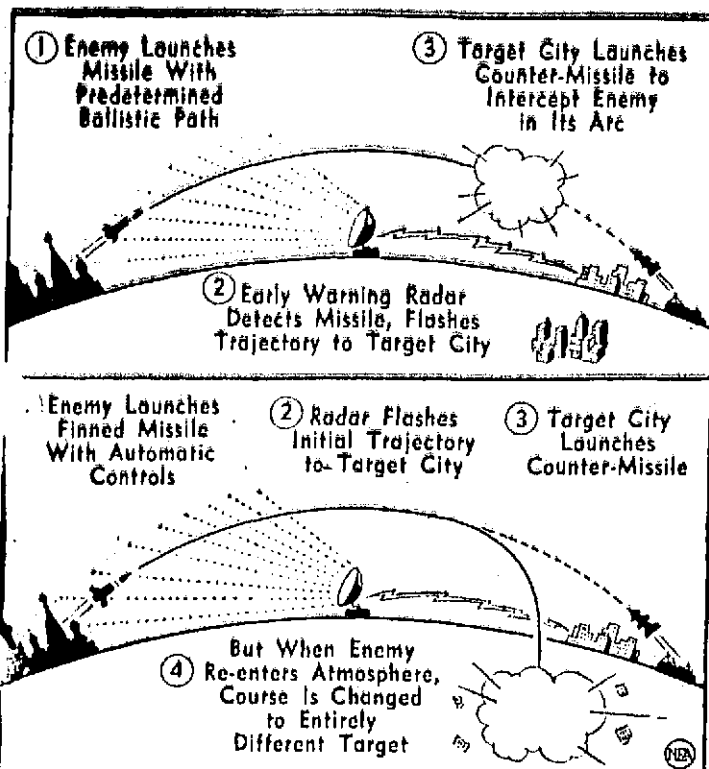 1 Enemy Launches
Missile With
Predetermined
Ballistic Path
3 Target City Launches
Counter-Missile to
Intercept Enemy
in Its Arc
2 Early Warning Radar
Detects Missile, Flashes
Trajectory to Target City
Enemy Launches
Finned Missile
With Automatic
Controls
2 Radar Flashes
Initial Trajectory
to Target City
3 Target City
Launches
Counter-Missile
But When Enemy
4 Re-enters Atmosphere,
Course Is Changed
to Entirely
Different Target
NEA